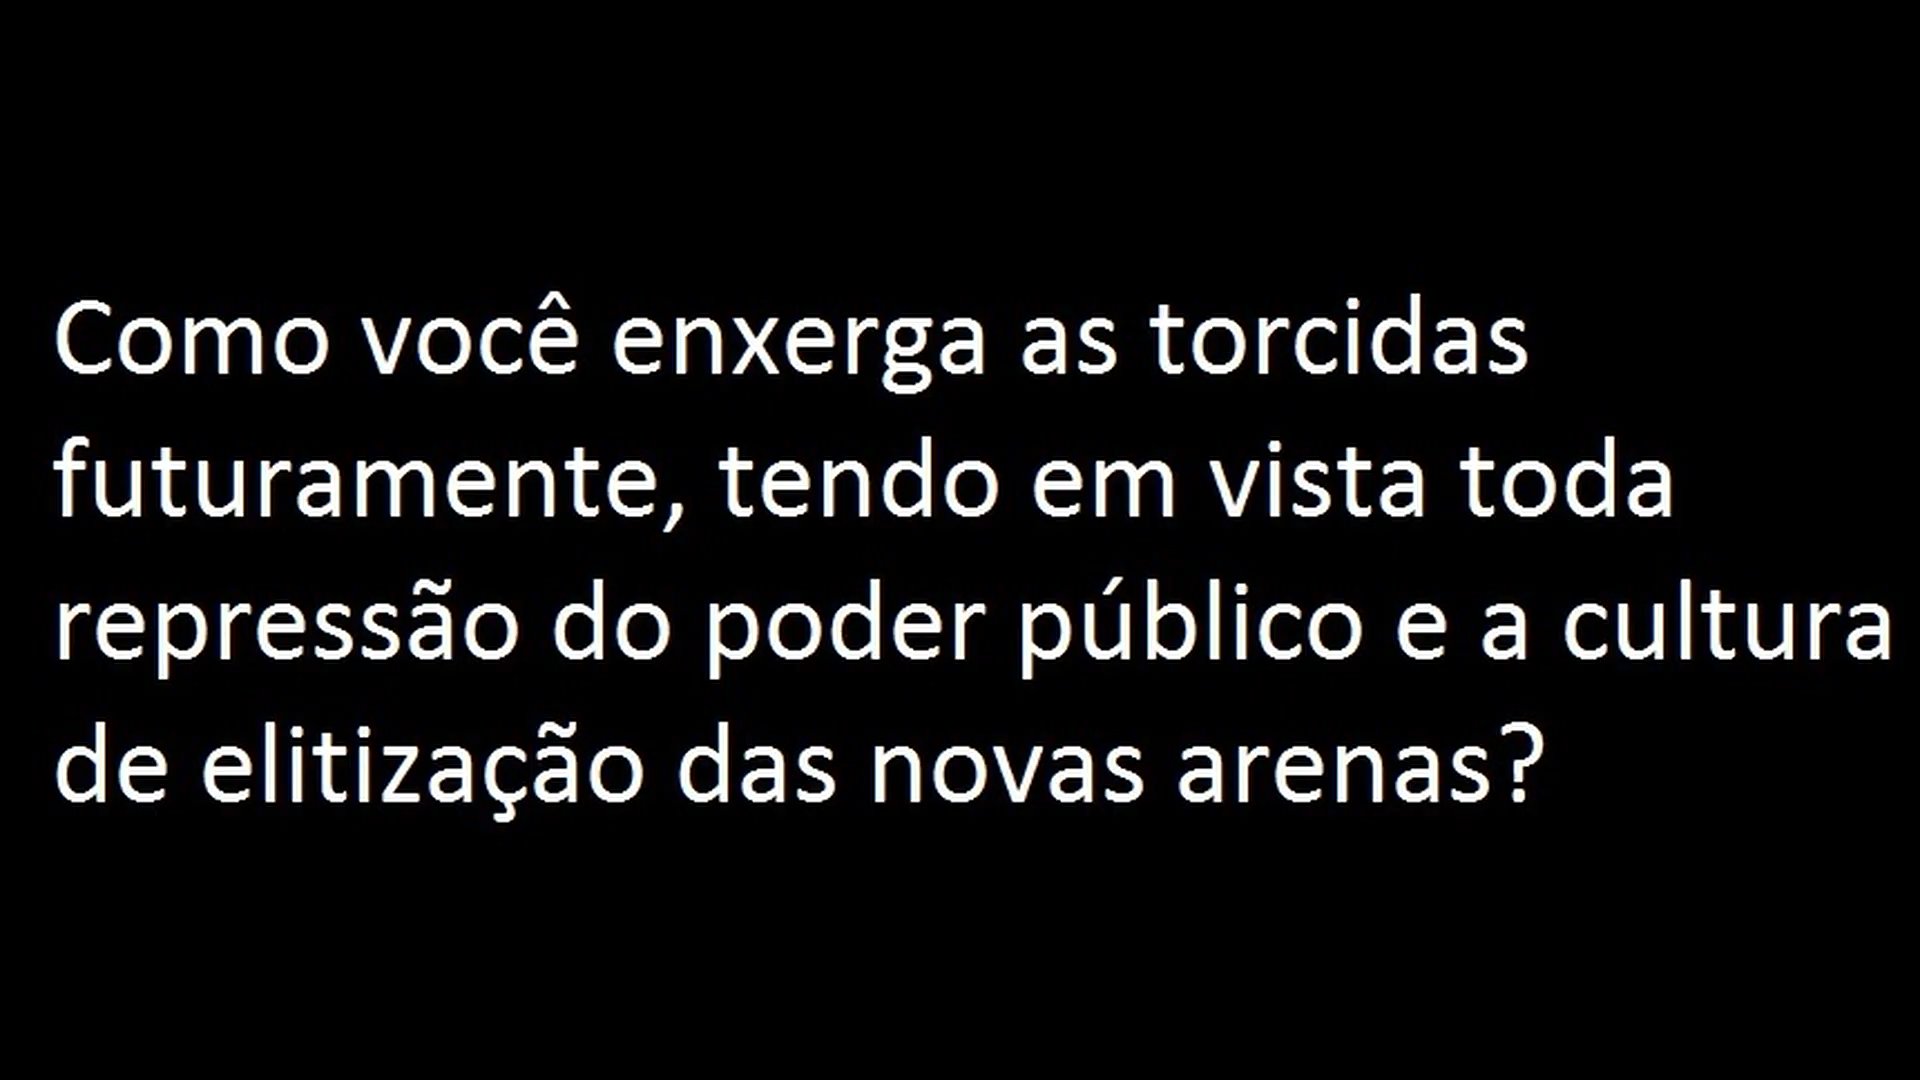 Como você enxerga as torcidas
futuramente, tendo em vista toda
repressão do poder público e a cultura
de elitização das novas arenas?